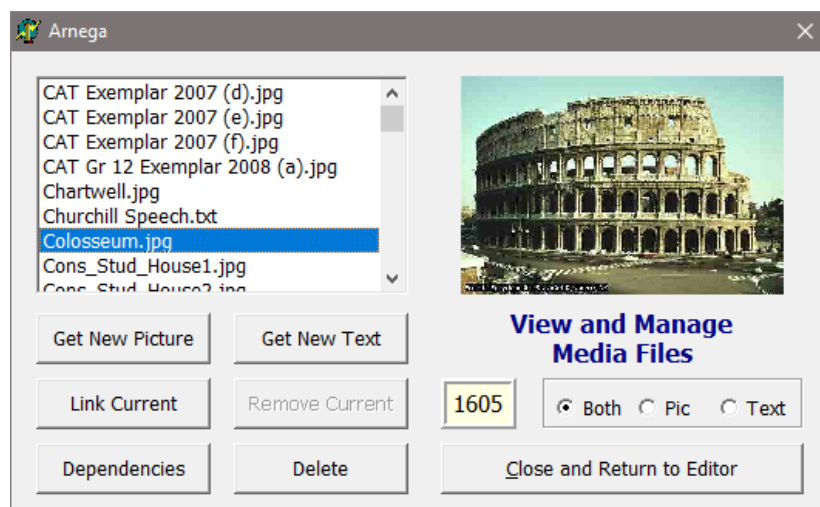 Arnega
CAT Exemplar 2007 (d).jpg
CAT Exemplar 2007 (e).jpg
CAT Exemplar 2007 (f).jpg
CAT Gr 12 Exemplar 2008 (a).jpg
Chartwell.jpg
Churchill Speech.txt
Colosseum.jpg
Cons_Stud_House1.jpg
Cons_Stud_House2.jpg
View and Manage
Media Files
Get New Picture
Get New Text
Link Current
Remove Current
1605
Both
Pic
Text
Dependencies
Delete
Close and Return to Editor